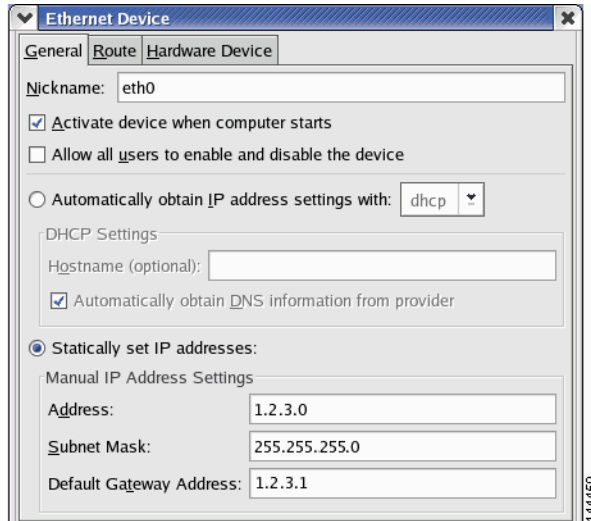 Ethernet Device
General Route Hardware Device
Nickname: eth0
Activate device when computer starts
Allow all users to enable and disable the device
Automatically obtain IP address settings with: dhcp
DHCP Settings
Hostname (optional):
Automatically obtain DNS information from provider
Statically set IP addresses:
Manual IP Address Settings
Address: 1.2.3.0
Subnet Mask: 255.255.255.0
Default Gateway Address: 1.2.3.1